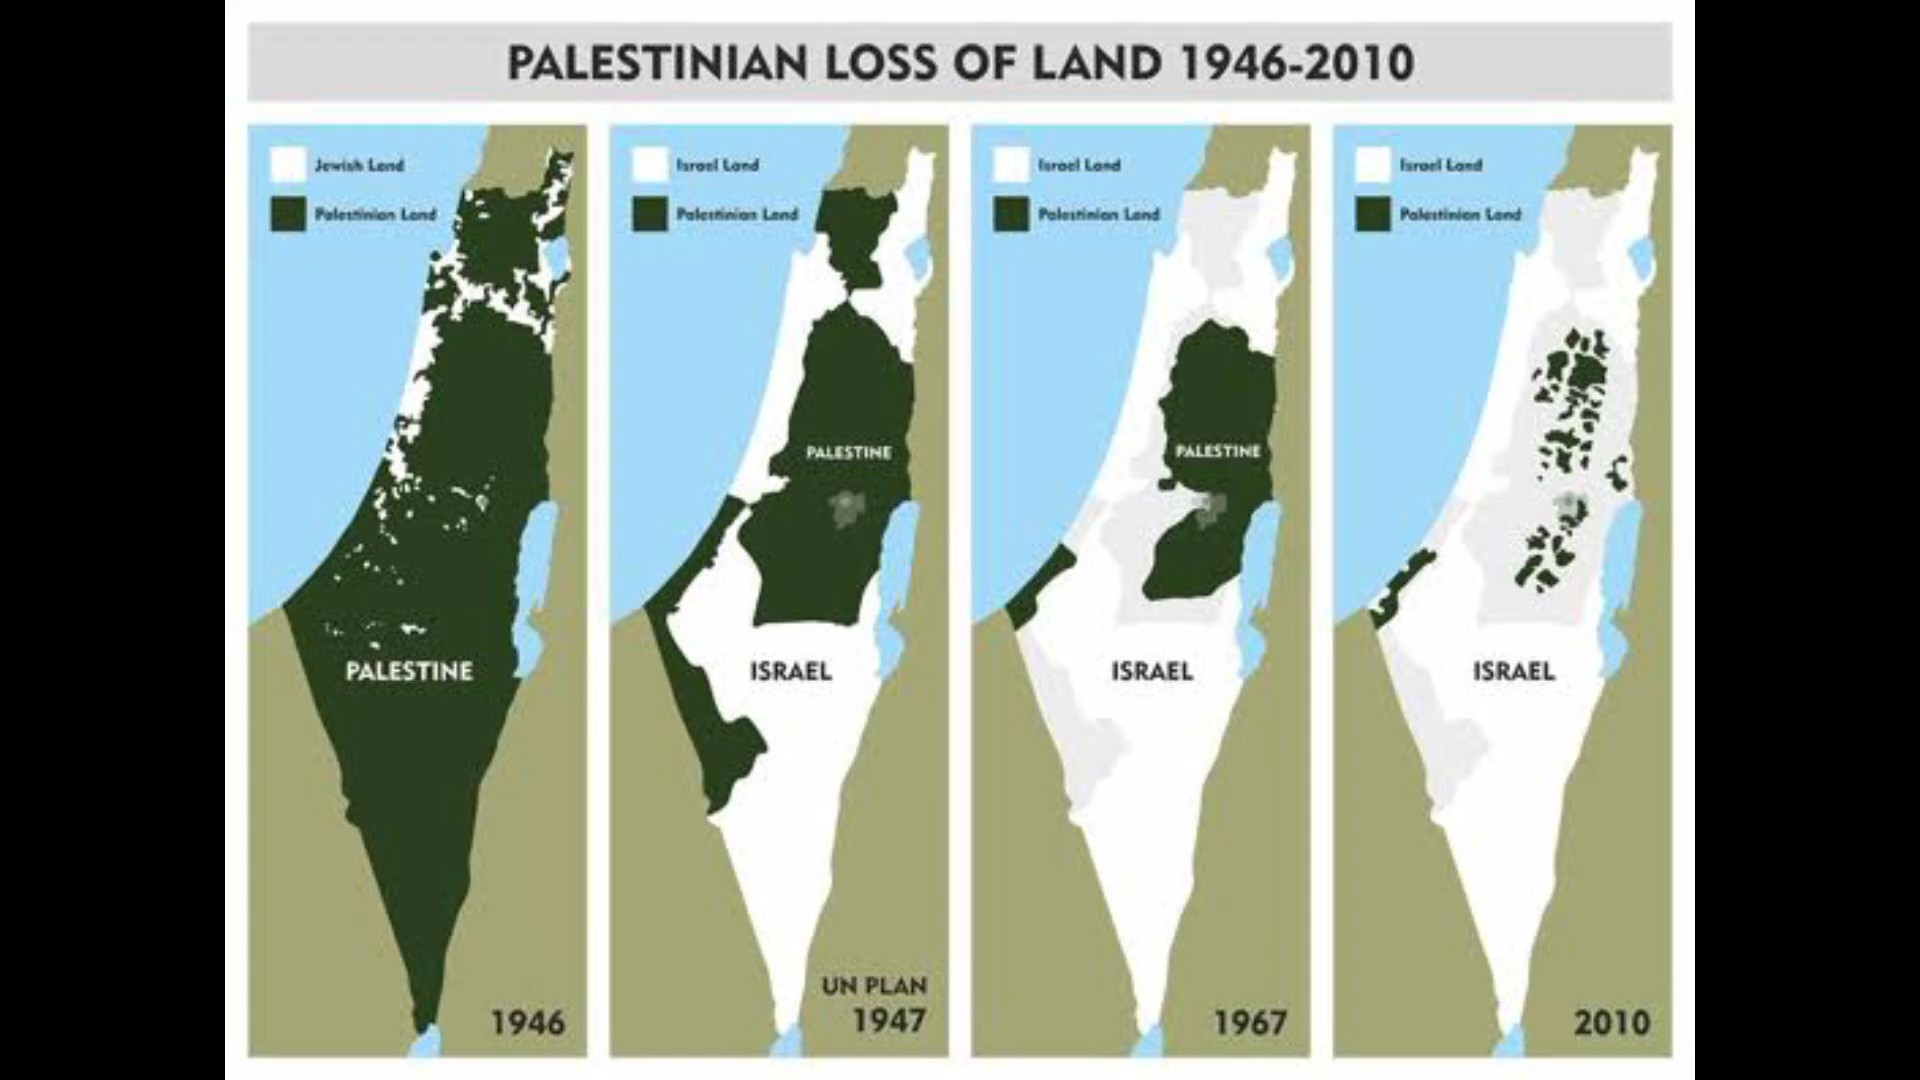 PALESTINIAN LOSS OF LAND 1946-2010
Jewish Land
Palestinian Land
PALESTINE
1946
Israel Land
Palestinian Land
PALESTINE
ISRAEL
UN PLAN
1947
Israel Land
Palestinian Land
PALESTINE
ISRAEL
1967
Israel Land
Palestinian Land
ISRAEL
2010